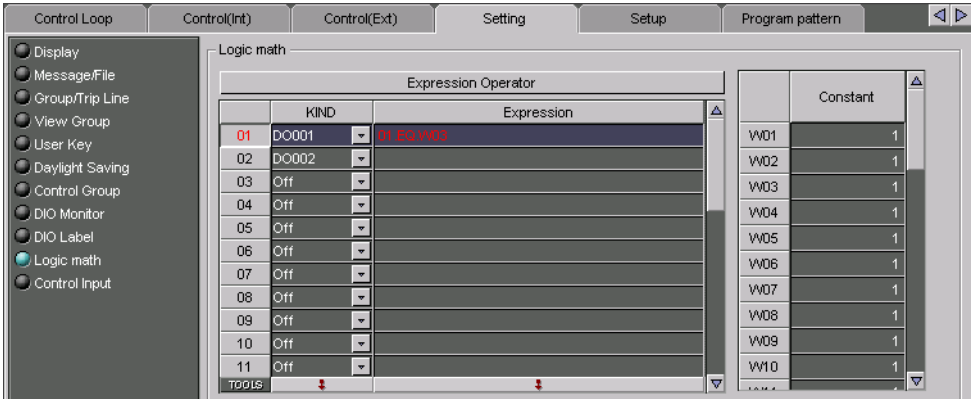 Control Loop Control(Int) Control(Ext) Setting Setup Program pattern
Display
Message/File
Group/Trip Line
View Group
User Key
Daylight Saving
Control Group
DIO Monitor
DIO Label
Logic math
Control Input
Logic math
Expression Operator
KIND Expression
01 DO001 01 EQ W03
02 DO002
03 Off
04 Off
05 Off
06 Off
07 Off
08 Off
09 Off
10 Off
11 Off
TOOLS
Constant
W01 1
W02 1
W03 1
W04 1
W05 1
W06 1
W07 1
W08 1
W09 1
W10 1